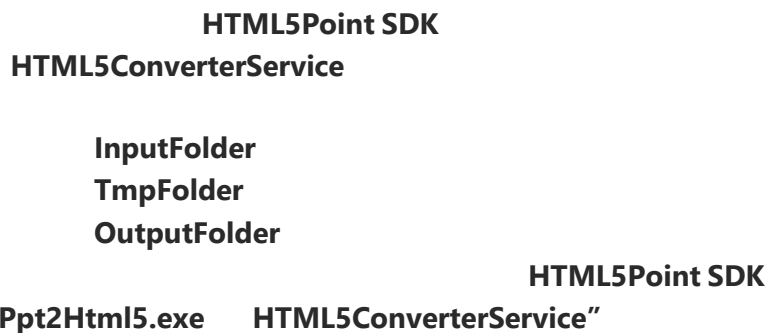 HTML5Point SDK
HTML5ConverterService
InputFolder
TmpFolder
OutputFolder
HTML5Point SDK
Ppt2Html5.exe HTML5ConverterService”